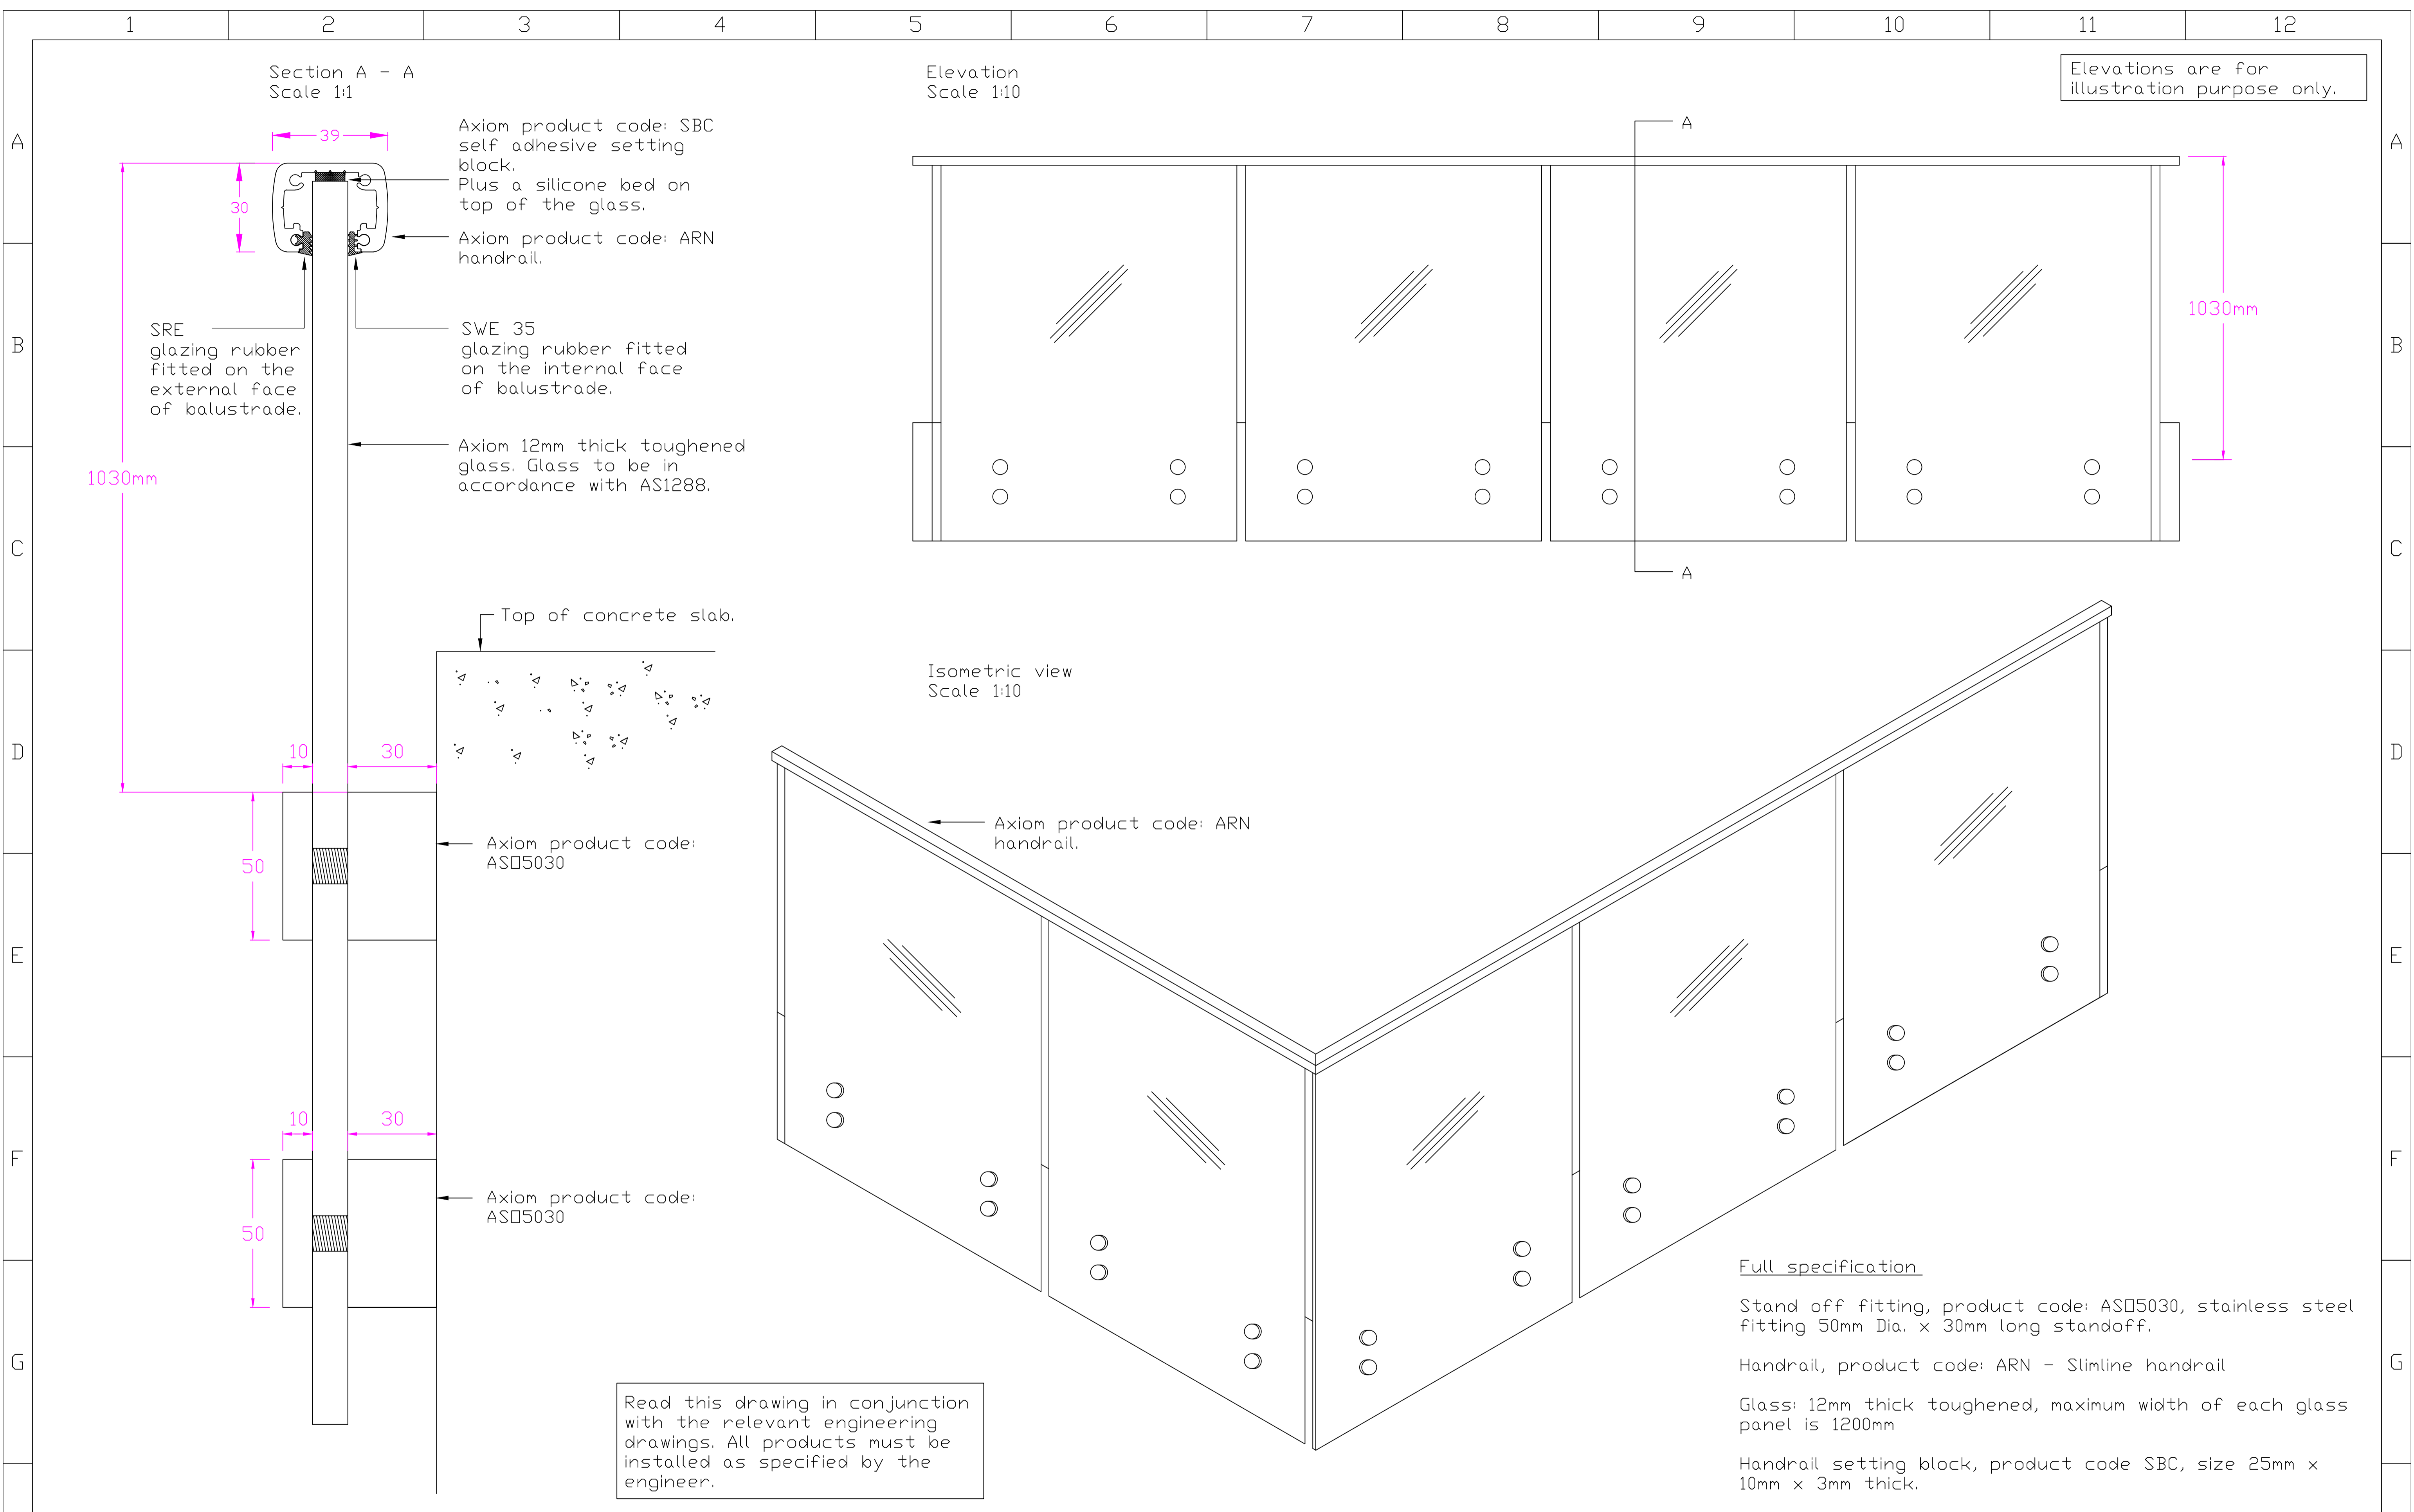 1 2 3 4 5 6 7 8 9 10 11 12
Section A - A
Scale 1:1
39
30
Axiom product code: SBC
self adhesive setting
block.
Plus a silicone bed on
top of the glass.
Axiom product code: ARN
handrail.
SRE
glazing rubber
fitted on the
external face
of balustrade.
SWE 35
glazing rubber fitted
on the internal face
of balustrade.
1030mm
Axiom 12mm thick toughened
glass. Glass to be in
accordance with AS1288.
Top of concrete slab.
10 30
50
Axiom product code:
AS▯5030
10 30
50
Axiom product code:
AS▯5030
Elevation
Scale 1:10
Elevations are for
illustration purpose only.
A
A
1030mm
Isometric view
Scale 1:10
Axiom product code: ARN
handrail.
Read this drawing in conjunction
with the relevant engineering
drawings. All products must be
installed as specified by the
engineer.
Full specification
Stand off fitting, product code: AS▯5030, stainless steel
fitting 50mm Dia. x 30mm long standoff.
Handrail, product code: ARN - Slimline handrail
Glass: 12mm thick toughened, maximum width of each glass
panel is 1200mm
Handrail setting block, product code SBC, size 25mm x
10mm x 3mm thick.
A
B
C
D
E
F
G
A
B
C
D
E
F
G